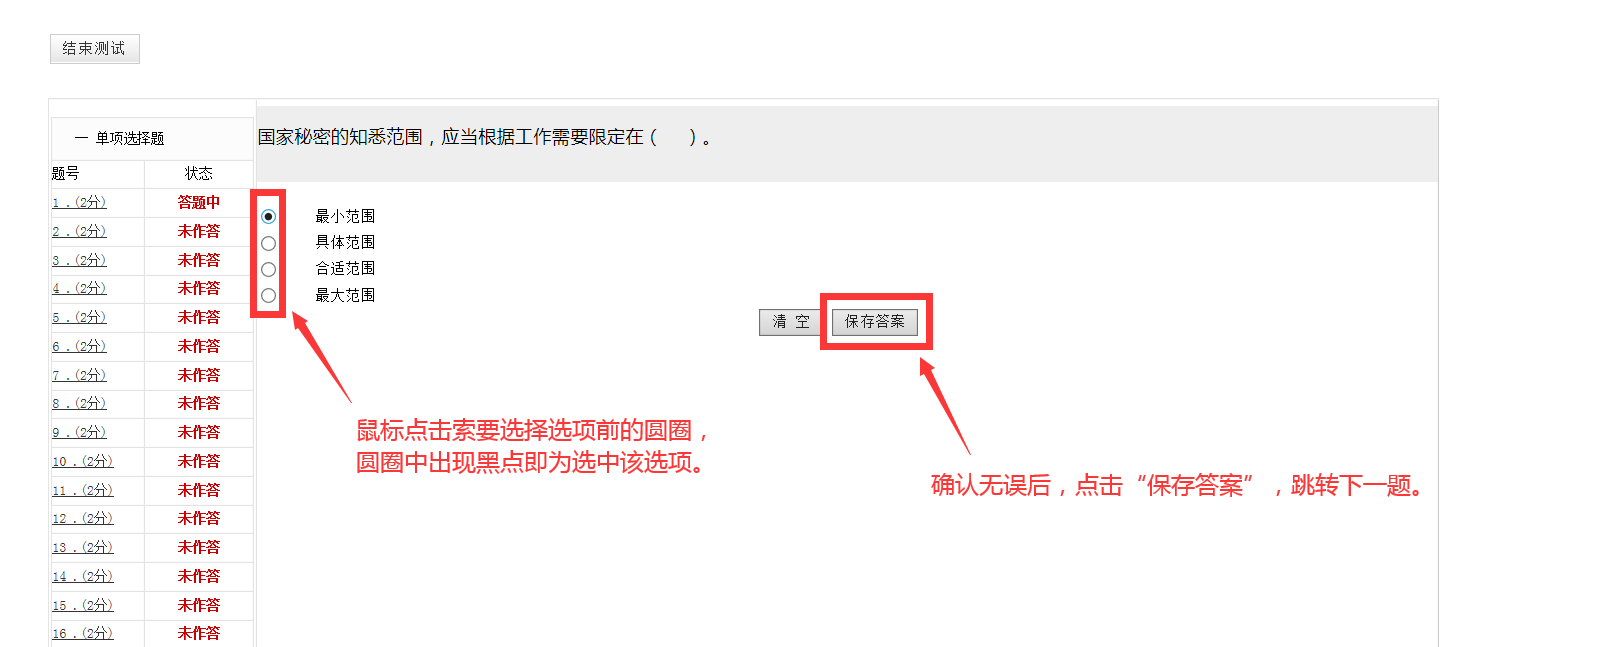 结束测试
一 单项选择题
国家秘密的知悉范围，应当根据工作需要限定在（ ）。
题号 状态
1．(2分) 答题中
2．(2分) 未作答
3．(2分) 未作答
4．(2分) 未作答
5．(2分) 未作答
6．(2分) 未作答
7．(2分) 未作答
8．(2分) 未作答
9．(2分) 未作答
10．(2分) 未作答
11．(2分) 未作答
12．(2分) 未作答
13．(2分) 未作答
14．(2分) 未作答
15．(2分) 未作答
16．(2分) 未作答
最小范围
具体范围
合适范围
最大范围
清 空 保存答案
鼠标点击索要选择选项前的圆圈，
圆圈中出现黑点即为选中该选项。
确认无误后，点击“保存答案”，跳转下一题。